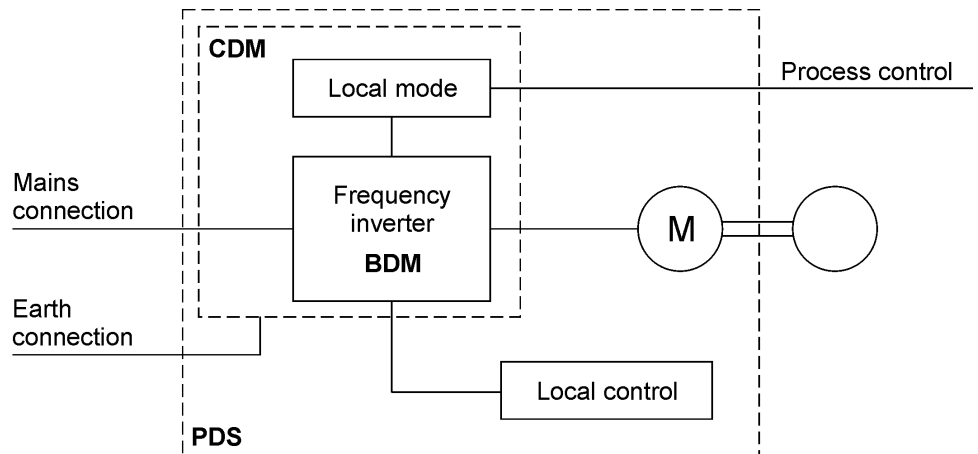 CDM
Local mode
Process control
Mains
connection
Frequency
inverter
BDM
M
Earth
connection
Local control
PDS